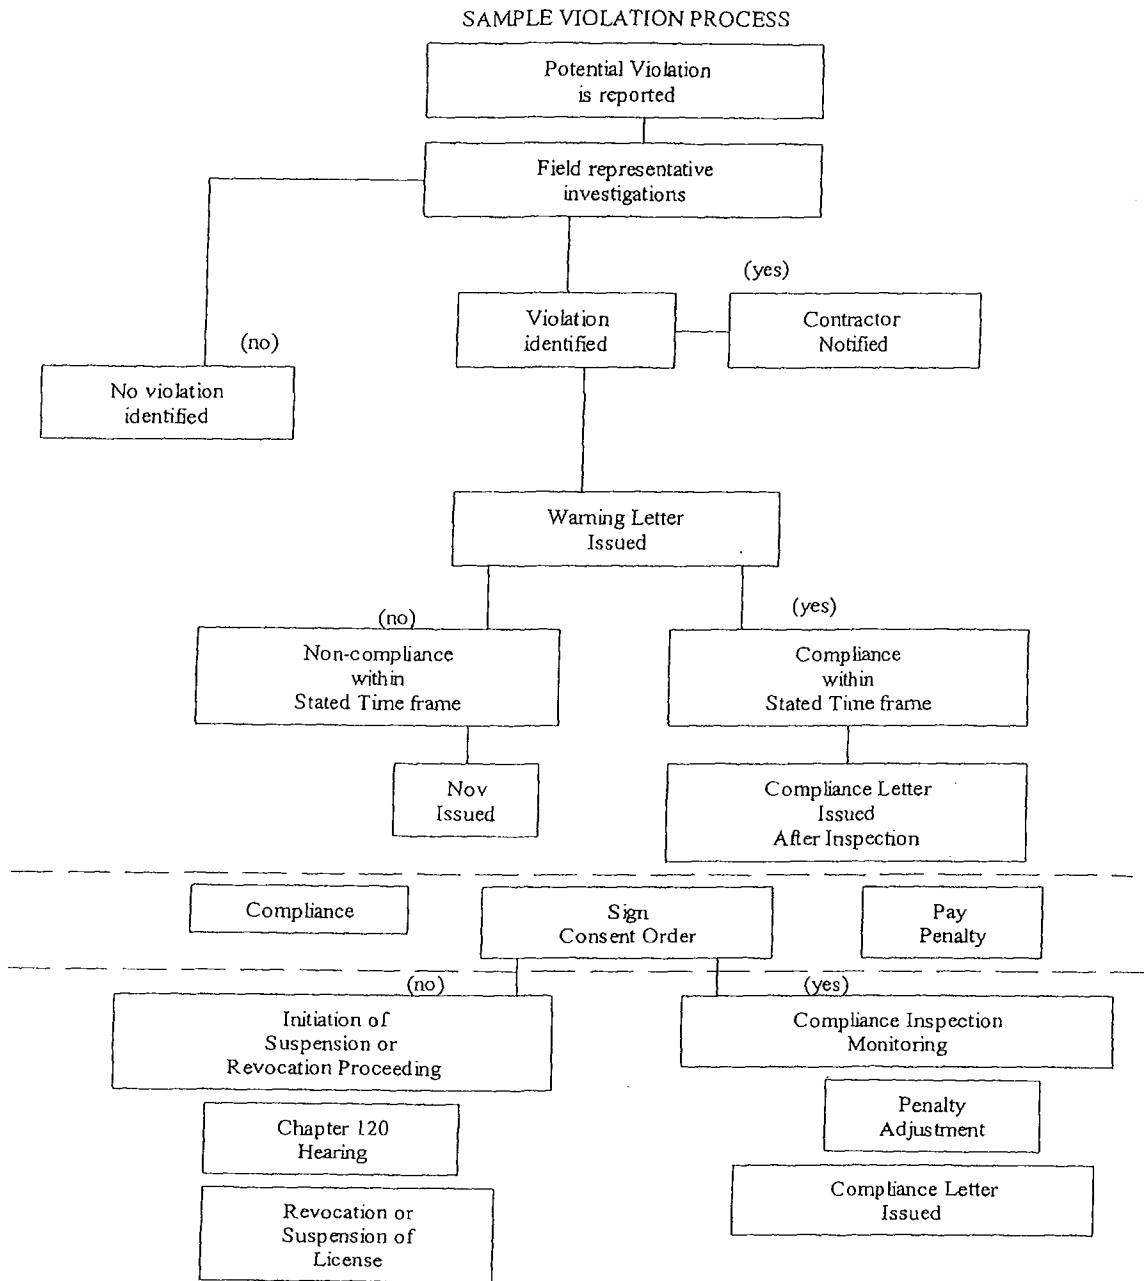 SAMPLE VIOLATION PROCESS
Potential Violation
is reported
Field representative
investigations
(yes)
Violation
identified
Contractor
Notified
(no)
No violation
identified
Warning Letter
Issued
(no)
(yes)
Non-compliance
within
Stated Time frame
Compliance
within
Stated Time frame
Nov
Issued
Compliance Letter
Issued
After Inspection
Compliance
Sign
Consent Order
Pay
Penalty
(no)
(yes)
Initiation of
Suspension or
Revocation Proceeding
Compliance Inspection
Monitoring
Chapter 120
Hearing
Penalty
Adjustment
Revocation or
Suspension of
License
Compliance Letter
Issued